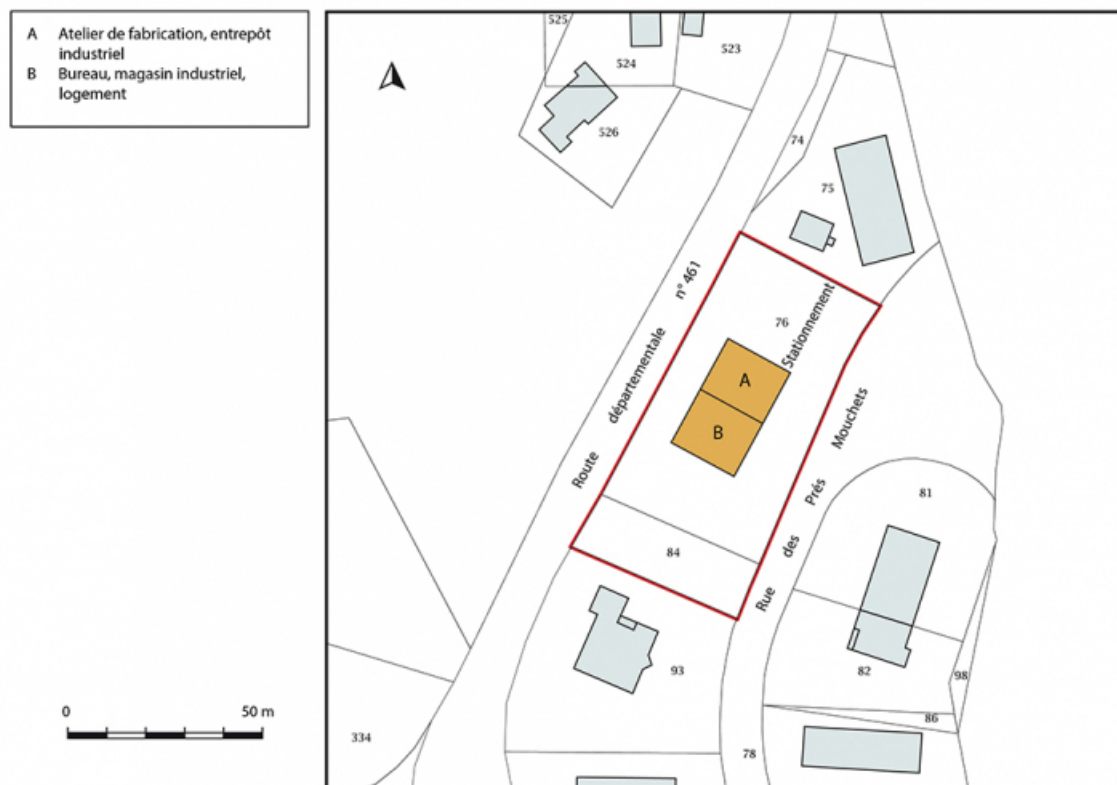 A Atelier de fabrication, entrepôt
industriel
B Bureau, magasin industriel,
logement
525
524
523
526
74
75
Route départementale n° 461
76
Stationnement
A
B
Rue des Prés Mouchets
81
84
93
82
98
86
334
78
0 50 m